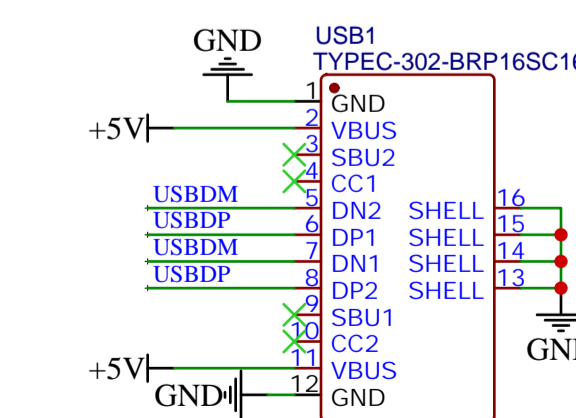 GND
USB1
TYPEC-302-BRP16SC16
1 GND
+5V 2 VBUS
3 SBU2
4 CC1
USBDM 5 DN2 SHELL 16
USBDP 6 DP1 SHELL 15
USBDM 7 DN1 SHELL 14
USBDP 8 DP2 SHELL 13
9 SBU1
10 CC2
GND
+5V 11 VBUS
GND 12 GND